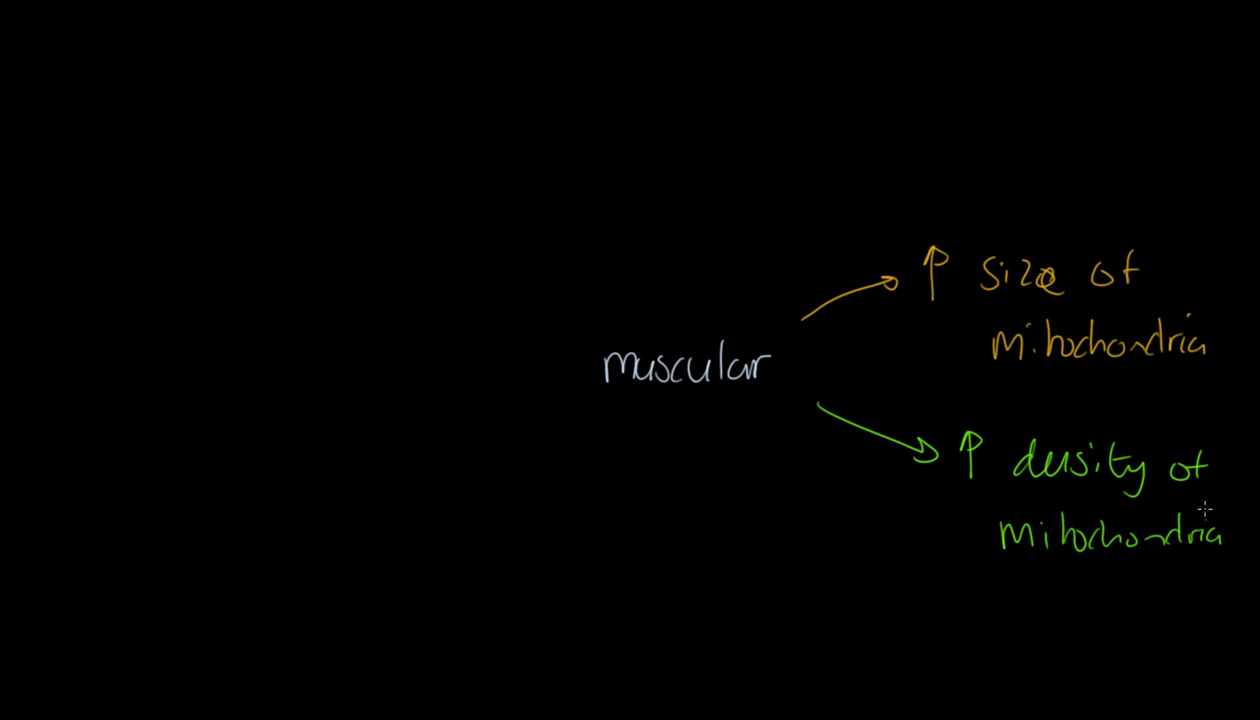 muscular
↑ size of
mitochondria
↑ density of
mitochondria